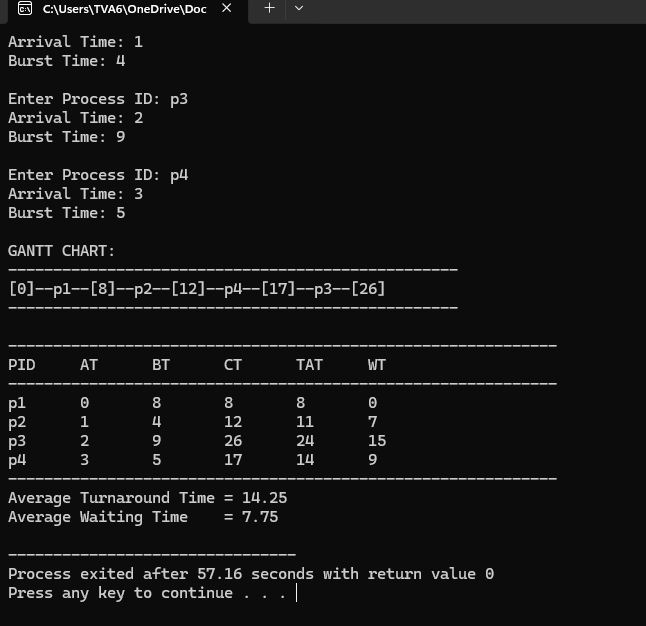 C:\Users\TVA6\OneDrive\Doc
Arrival Time: 1
Burst Time: 4
Enter Process ID: p3
Arrival Time: 2
Burst Time: 9
Enter Process ID: p4
Arrival Time: 3
Burst Time: 5
GANTT CHART:
--------------------------------------------------
[0]--p1--[8]--p2--[12]--p4--[17]--p3--[26]
--------------------------------------------------
-------------------------------------------------------------
PID AT BT CT TAT WT
-------------------------------------------------------------
p1 0 8 8 8 0
p2 1 4 12 11 7
p3 2 9 26 24 15
p4 3 5 17 14 9
-------------------------------------------------------------
Average Turnaround Time = 14.25
Average Waiting Time = 7.75
--------------------------------
Process exited after 57.16 seconds with return value 0
Press any key to continue . . .